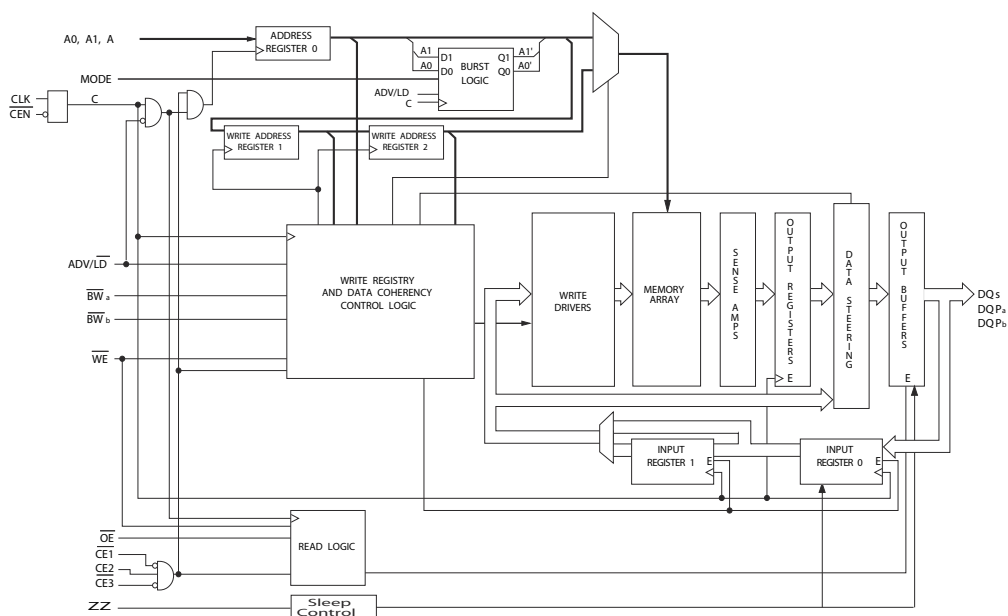 A0, A1, A
ADDRESS
REGISTER 0
MODE
A1
A0
D1
D0
BURST
LOGIC
Q1
Q0
A1'
A0'
ADV/LD
C
CLK
CEN
C
WRITE ADDRESS
REGISTER 1
WRITE ADDRESS
REGISTER 2
ADV/LD
BWa
BWb
WE
WRITE REGISTRY
AND DATA COHERENCY
CONTROL LOGIC
WRITE
DRIVERS
MEMORY
ARRAY
SENSE AMPS
OUTPUT REGISTERS
E
DATA STEERING
OUTPUT BUFFERS
E
DQs
DQPa
DQPb
INPUT
REGISTER 1
E
INPUT
REGISTER 0
E
OE
CE1
CE2
CE3
READ LOGIC
ZZ
Sleep
Control